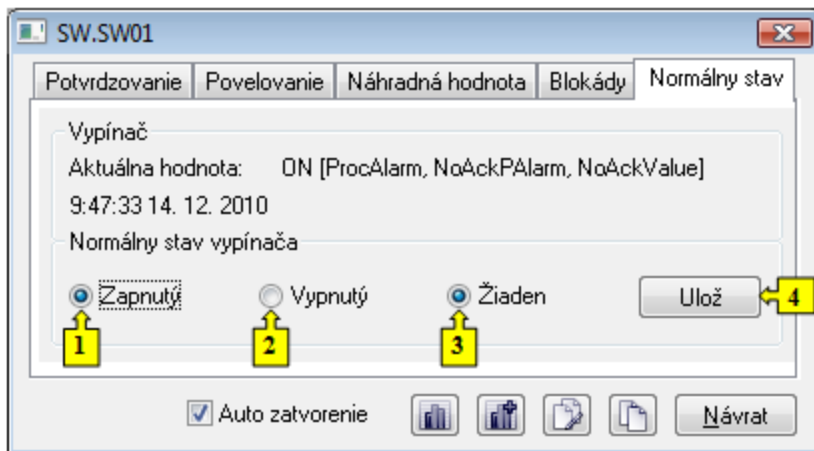 SW.SW01
Potvrdzovanie Povelovanie Náhradná hodnota Blokády Normálny stav
Vypínač
Aktuálna hodnota: ON [ProcAlarm, NoAckPAlarm, NoAckValue]
9:47:33 14. 12. 2010
Normálny stav vypínača
Zapnutý Vypnutý Žiaden Ulož 4
1 2 3
Auto zatvorenie Návrat